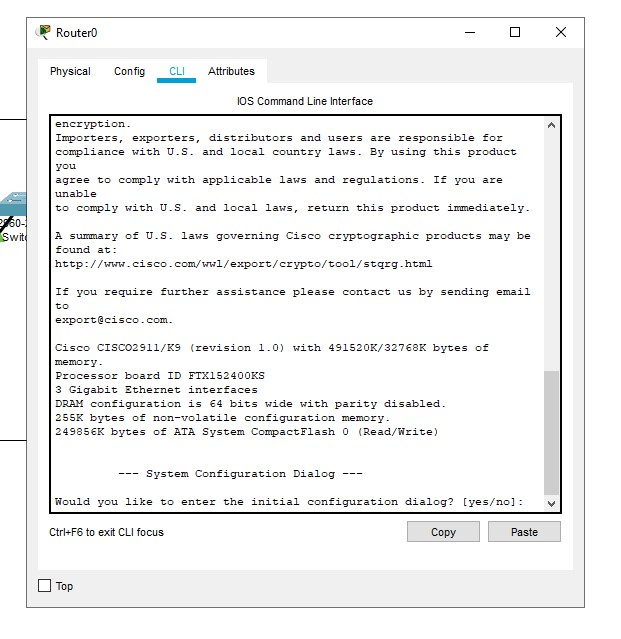 Router0
Physical Config CLI Attributes
IOS Command Line Interface
encryption.
Importers, exporters, distributors and users are responsible for
compliance with U.S. and local country laws. By using this product
you
agree to comply with applicable laws and regulations. If you are
unable
to comply with U.S. and local laws, return this product immediately.
A summary of U.S. laws governing Cisco cryptographic products may be
found at:
http://www.cisco.com/wwl/export/crypto/tool/stqrg.html
If you require further assistance please contact us by sending email
to
export@cisco.com.
Cisco CISCO2911/K9 (revision 1.0) with 491520K/32768K bytes of
memory.
Processor board ID FTX152400KS
3 Gigabit Ethernet interfaces
DRAM configuration is 64 bits wide with parity disabled.
255K bytes of non-volatile configuration memory.
249856K bytes of ATA System CompactFlash 0 (Read/Write)
--- System Configuration Dialog ---
Would you like to enter the initial configuration dialog? [yes/no]:
Ctrl+F6 to exit CLI focus
Copy Paste
Top